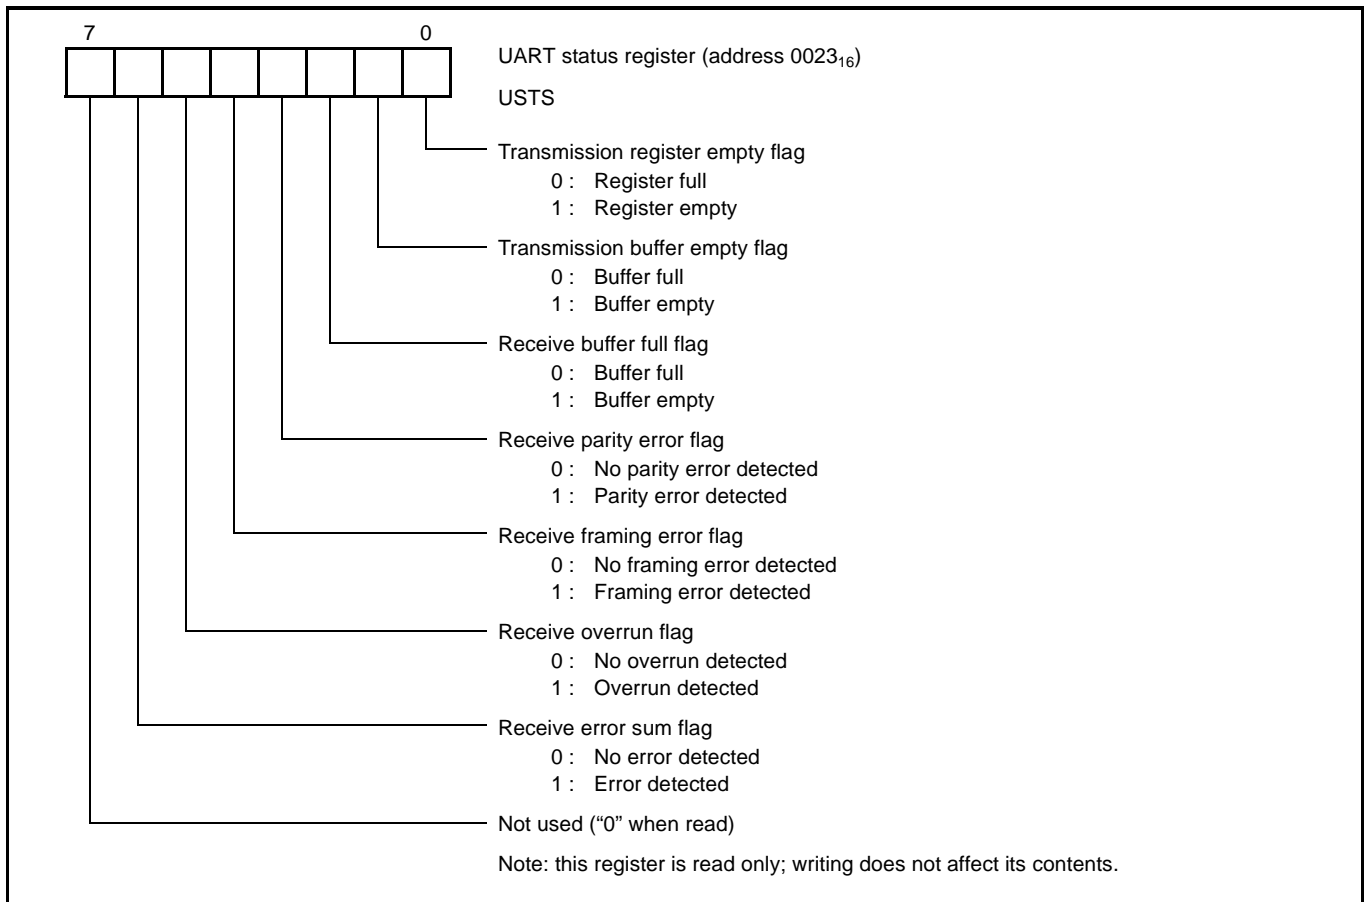 7 0
UART status register (address 0023₁₆)
USTS
Transmission register empty flag
0 : Register full
1 : Register empty
Transmission buffer empty flag
0 : Buffer full
1 : Buffer empty
Receive buffer full flag
0 : Buffer full
1 : Buffer empty
Receive parity error flag
0 : No parity error detected
1 : Parity error detected
Receive framing error flag
0 : No framing error detected
1 : Framing error detected
Receive overrun flag
0 : No overrun detected
1 : Overrun detected
Receive error sum flag
0 : No error detected
1 : Error detected
Not used (“0” when read)
Note: this register is read only; writing does not affect its contents.